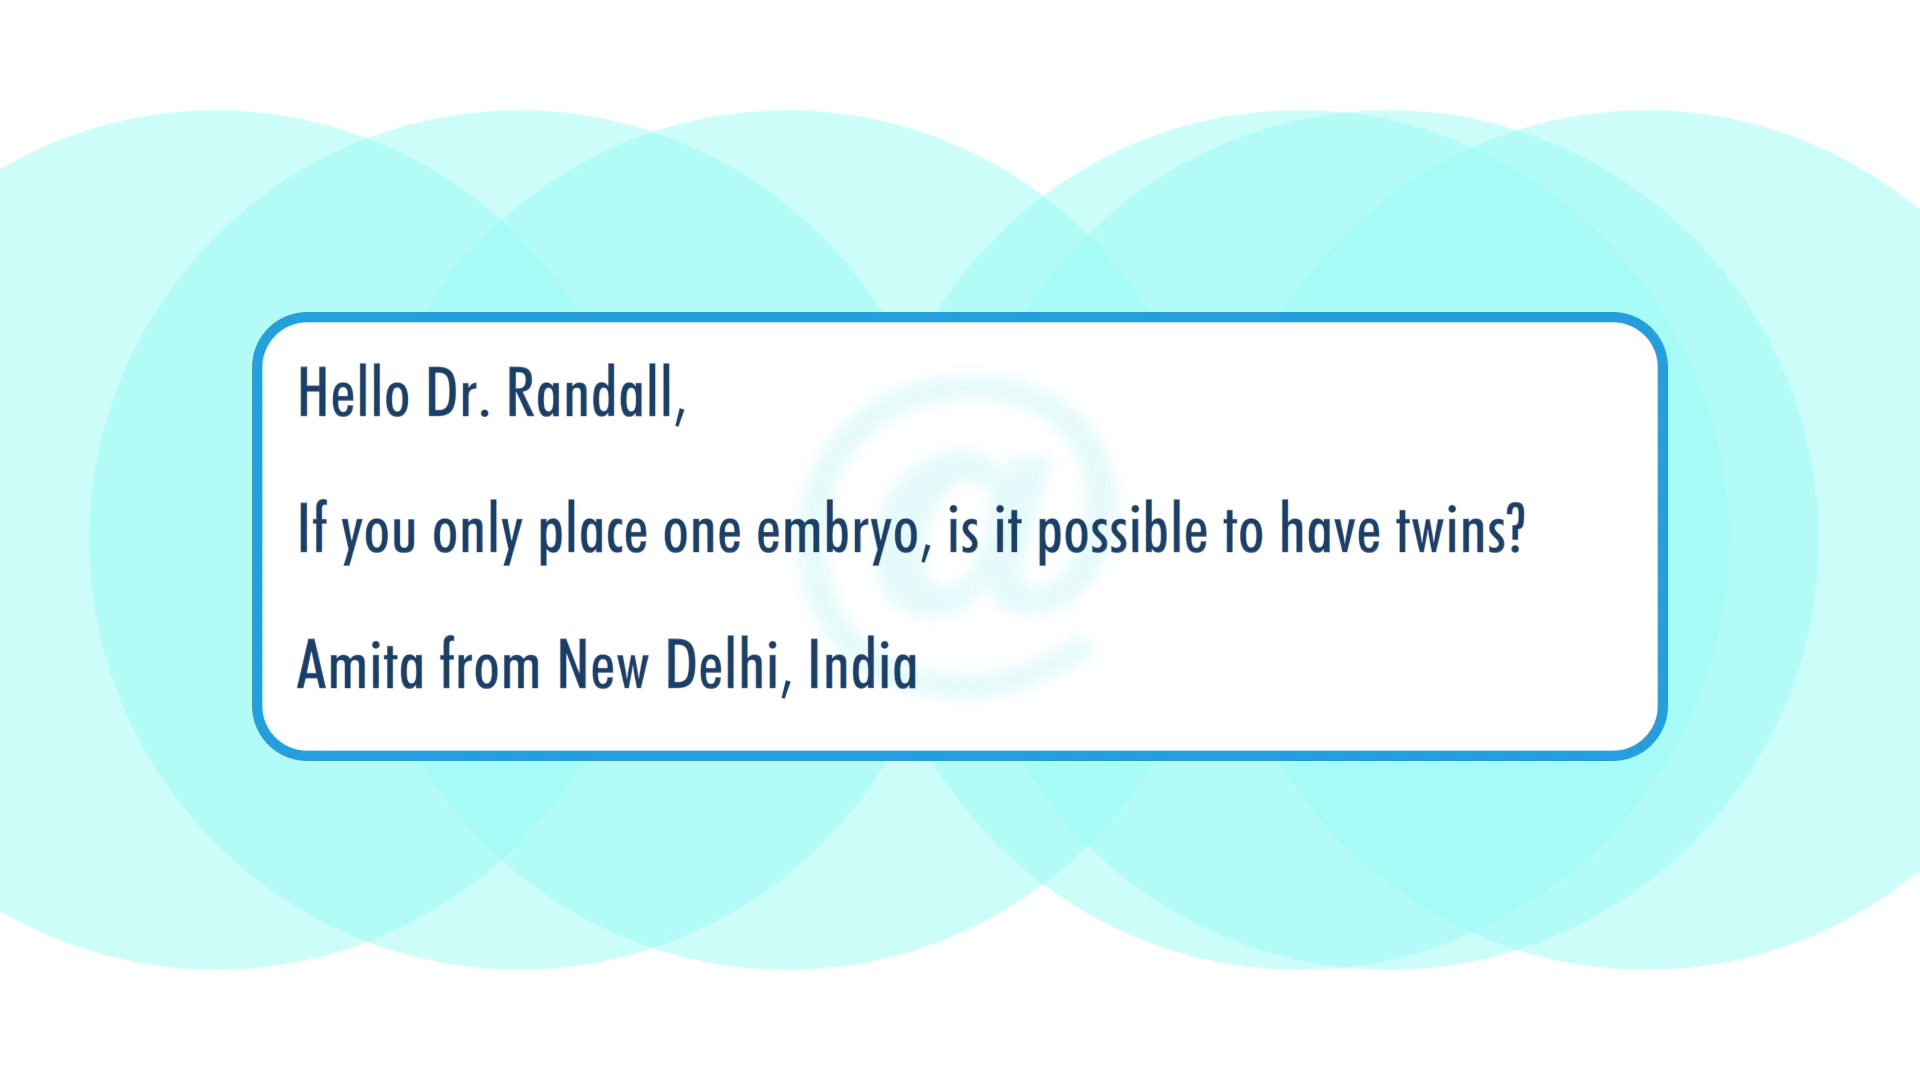 Hello Dr. Randall,
If you only place one embryo, is it possible to have twins?
Amita from New Delhi, India
@